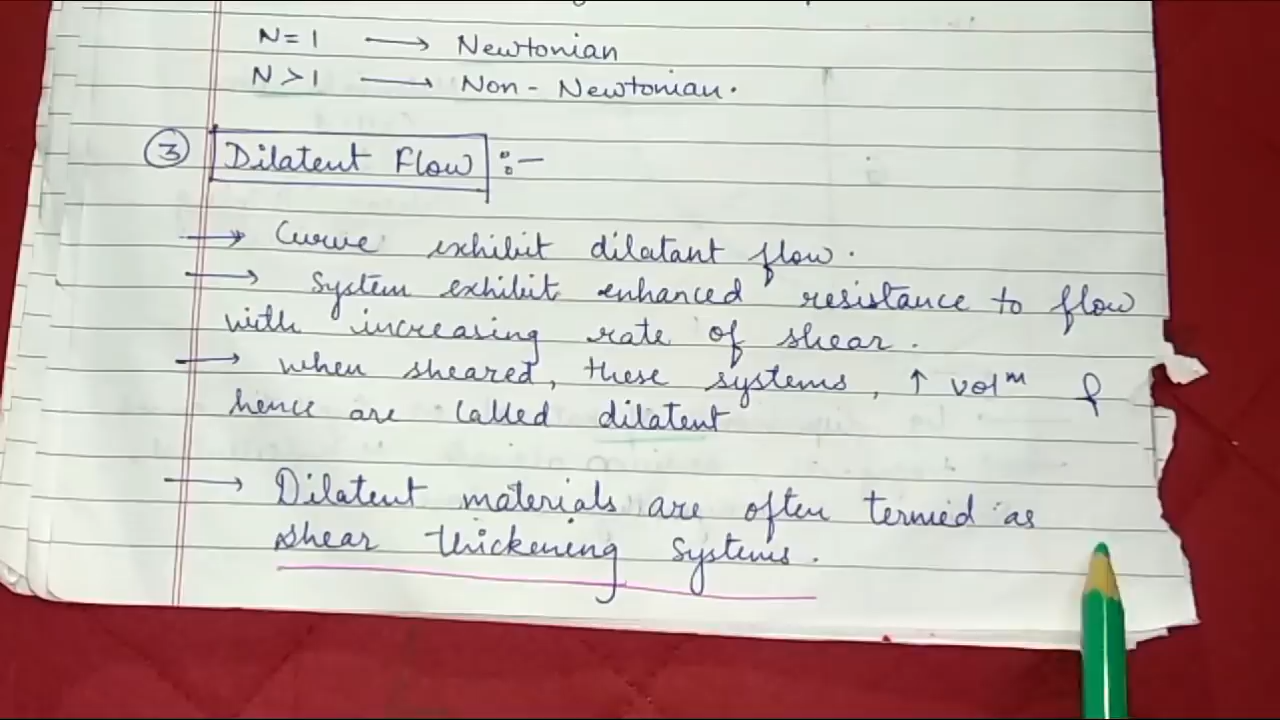 N=1 → Newtonian
N>1 → Non-Newtonian.
③ Dilatent Flow :-
→ Curve exhibit dilatant flow.
→ System exhibit enhanced resistance to flow
with increasing rate of shear.
→ when sheared, these systems, ↑ volᵐ &
hence are called dilatent
→ Dilatent materials are often termed as
shear thickening systems.